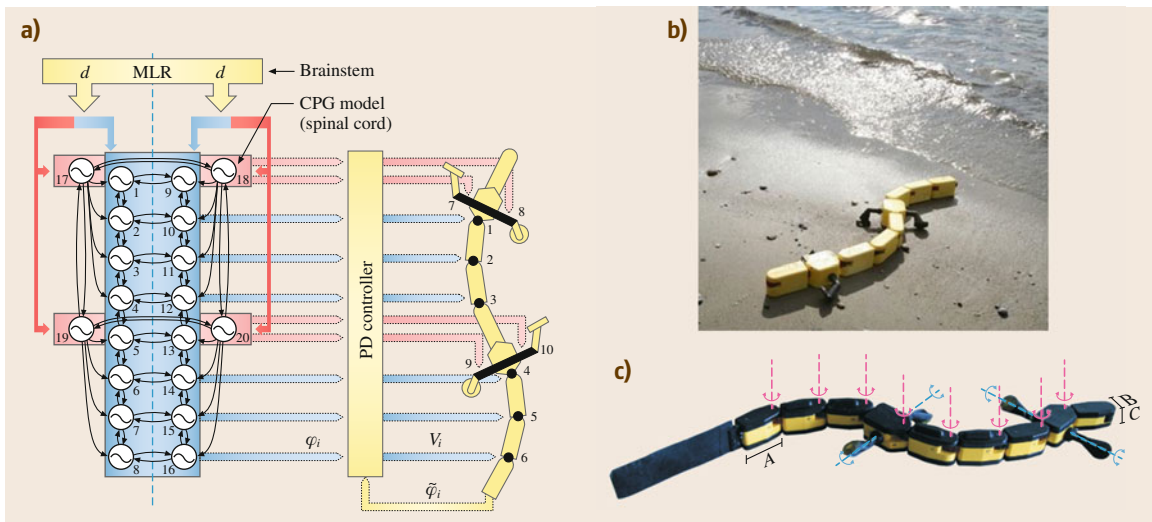 a)
d MLR d
Brainstem
CPG model
(spinal cord)
17
18
1 9
2 10
3 11
4 12
19
20
5 13
6 14
7 15
8 16
PD controller
φᵢ
Vᵢ
φ̃ᵢ
7
8
1
2
3
10
9
4
5
6
b)
c)
A
B
C